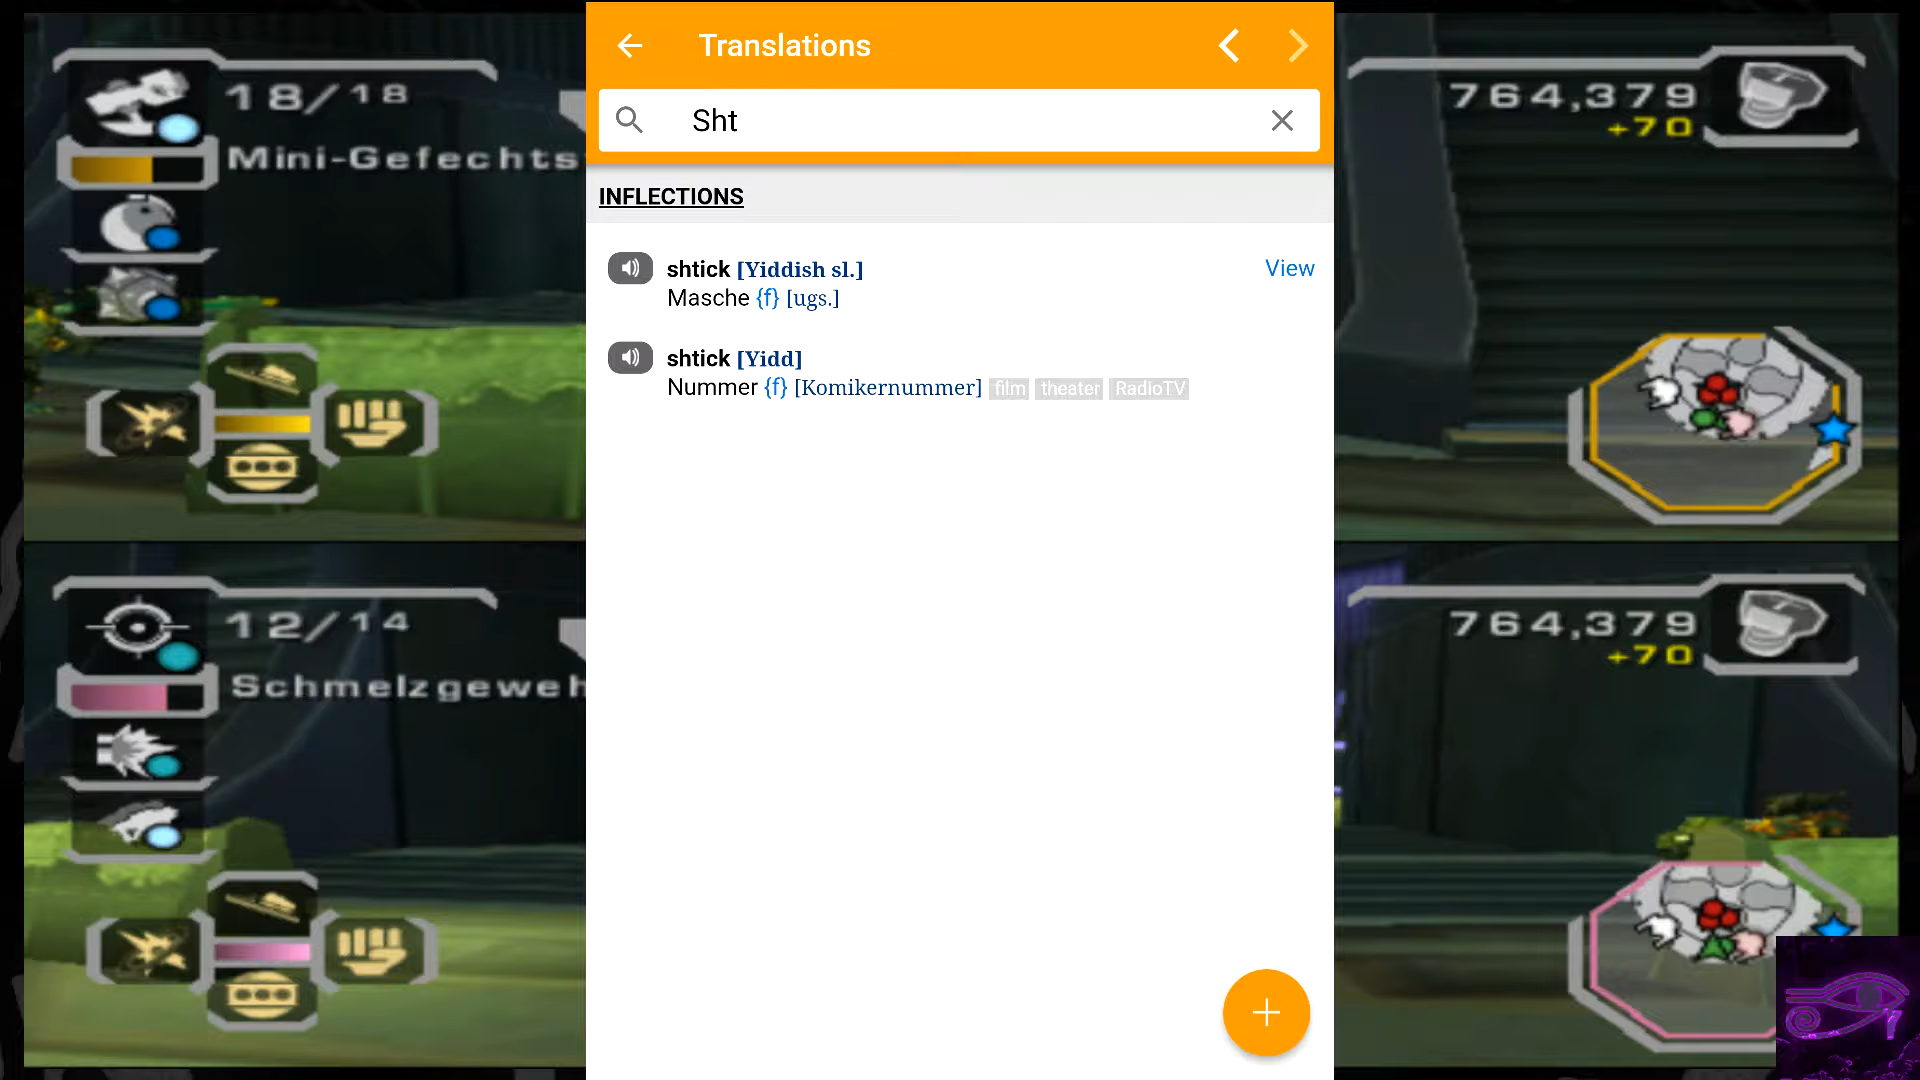 Translations
Sht
INFLECTIONS
shtick [Yiddish sl.]
View
Masche {f} [ugs.]
shtick [Yidd]
Nummer {f} [Komikernummer] film theater RadioTV
18/18
Mini-Gefechts
764,379
+70
12/14
Schmelzgeweh
764,379
+70